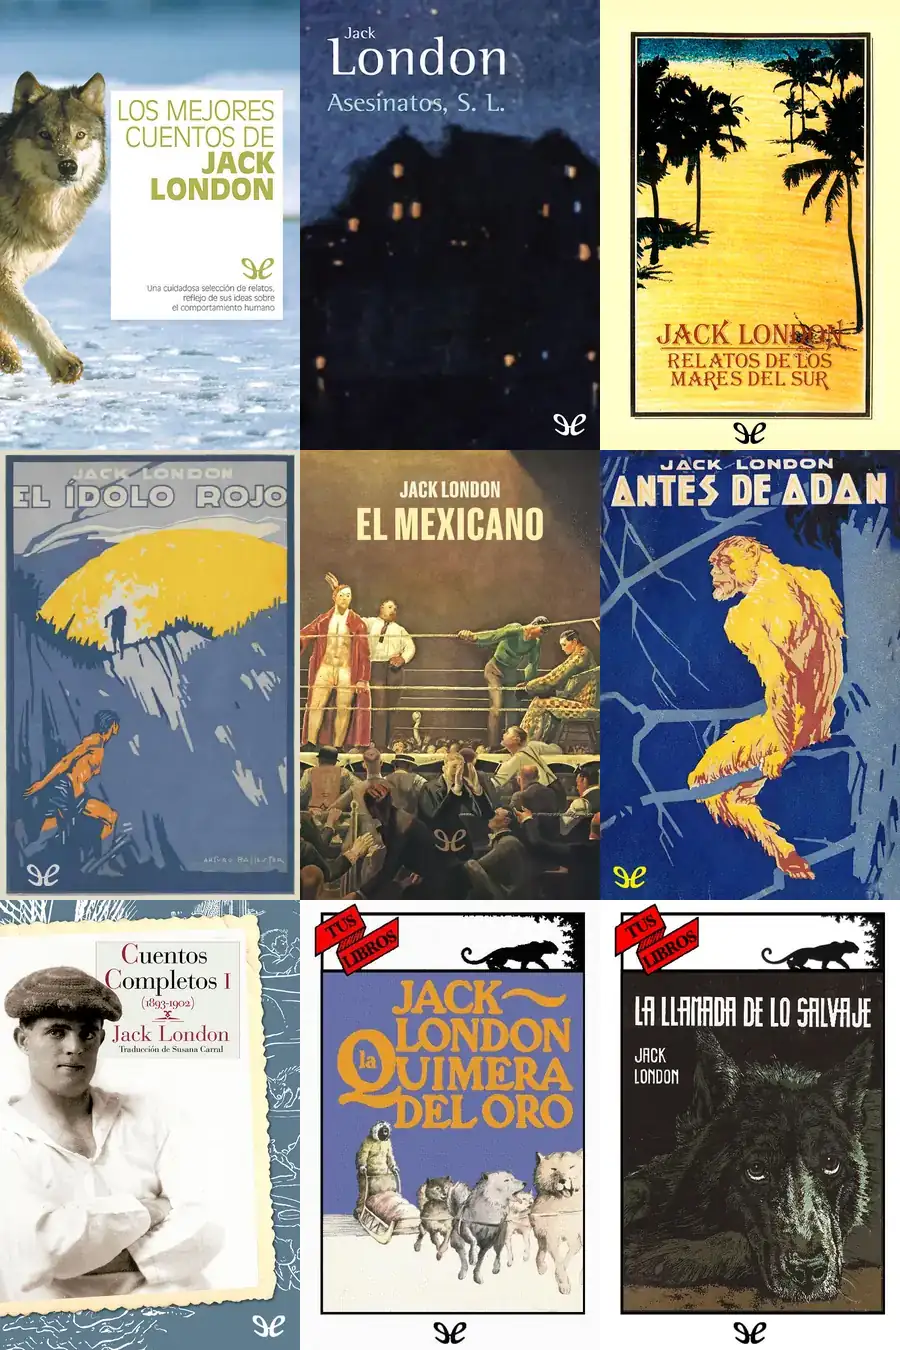 LOS MEJORES
CUENTOS DE
JACK
LONDON
Una cuidadosa selección de relatos,
reflejo de sus ideas sobre
el comportamiento humano
Jack
London
Asesinatos, S. L.
JACK LONDON
RELATOS DE LOS
MARES DEL SUR
JACK LONDON
EL ÍDOLO ROJO
ARTURO BALLESTER
JACK LONDON
EL MEXICANO
JACK LONDON
ANTES DE ADAN
Cuentos
Completos I
(1893-1902)
Jack London
Traducción de Susana Carral
TUS
LIBROS
JACK
LONDON
la
QUIMERA
DEL ORO
TUS
LIBROS
LA LLAMADA DE LO SALVAJE
JACK
LONDON